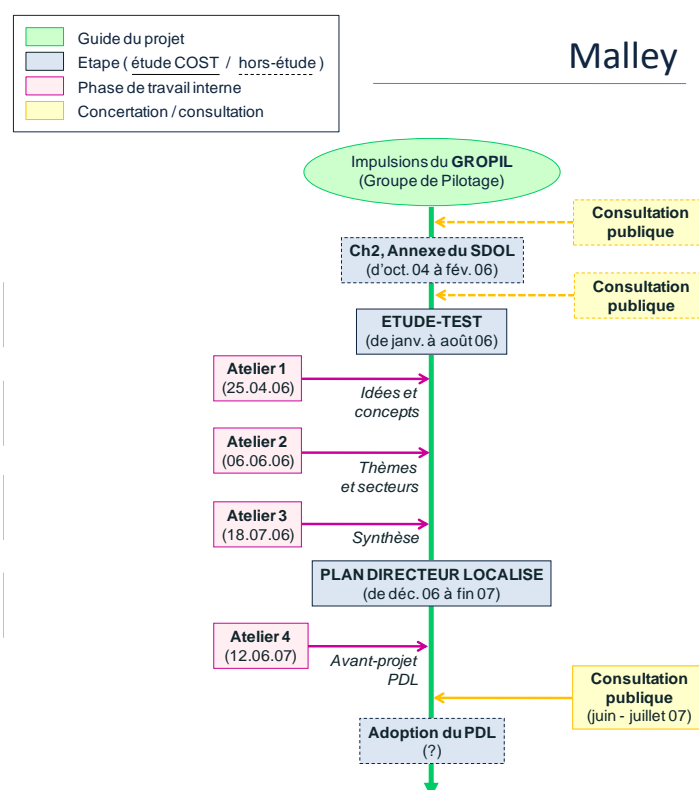 Guide du projet
Etape ( étude COST / hors-étude )
Phase de travail interne
Concertation / consultation
Malley
Impulsions du GROPIL
(Groupe de Pilotage)
Consultation
publique
Ch2, Annexe du SDOL
(d'oct. 04 à fév. 06)
Consultation
publique
ETUDE-TEST
(de janv. à août 06)
Atelier 1
(25.04.06)
Idées et
concepts
Atelier 2
(06.06.06)
Thèmes
et secteurs
Atelier 3
(18.07.06)
Synthèse
PLAN DIRECTEUR LOCALISE
(de déc. 06 à fin 07)
Atelier 4
(12.06.07)
Avant-projet
PDL
Consultation
publique
(juin - juillet 07)
Adoption du PDL
(?)